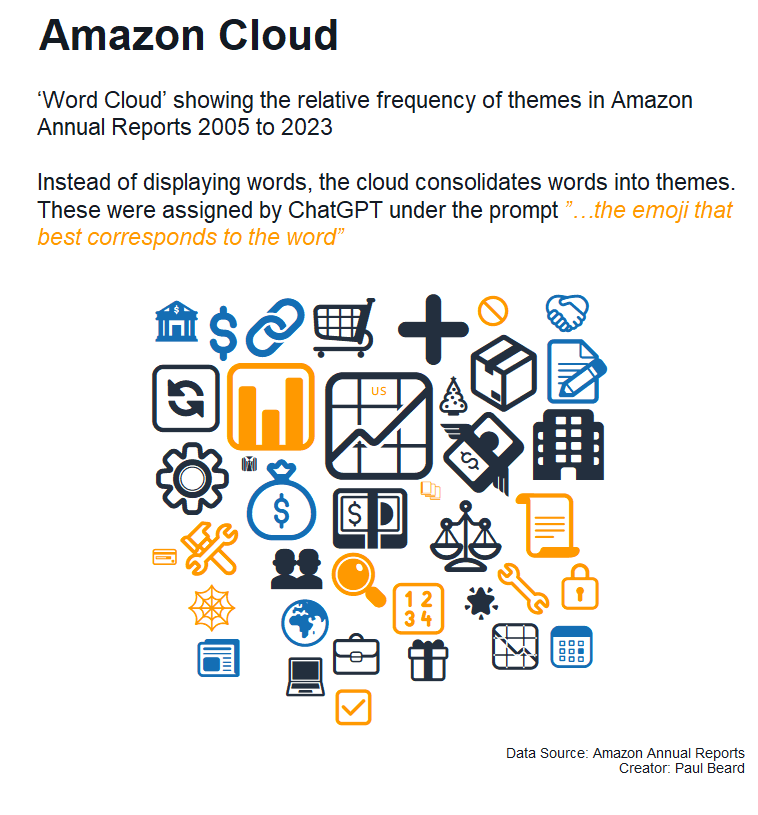 Amazon Cloud
‘Word Cloud’ showing the relative frequency of themes in Amazon
Annual Reports 2005 to 2023
Instead of displaying words, the cloud consolidates words into themes.
These were assigned by ChatGPT under the prompt ”…the emoji that
best corresponds to the word”
$
$
US
$
$
$
1 2
3 4
Data Source: Amazon Annual Reports
Creator: Paul Beard